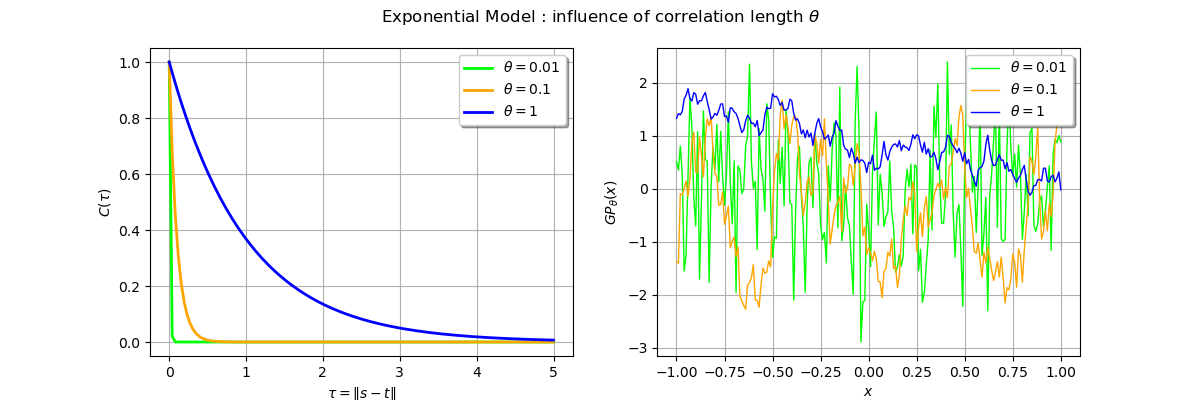 Exponential Model : influence of correlation length θ
1.0
0.8
0.6
0.4
0.2
0.0
C(τ)
0 1 2 3 4 5
τ = ‖s − t‖
θ = 0.01
θ = 0.1
θ = 1
2
1
0
−1
−2
−3
GPθ(x)
−1.00 −0.75 −0.50 −0.25 0.00 0.25 0.50 0.75 1.00
x
θ = 0.01
θ = 0.1
θ = 1